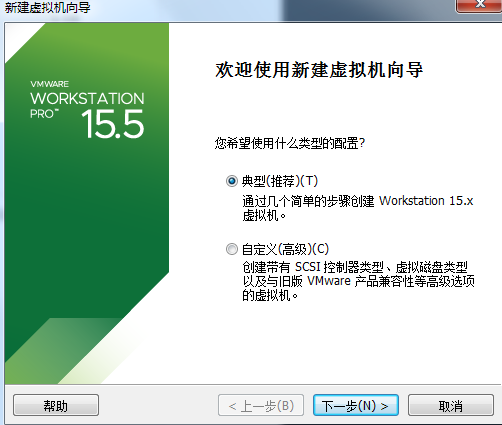 新建虚拟机向导
VMWARE
WORKSTATION
PRO™
15.5
欢迎使用新建虚拟机向导
您希望使用什么类型的配置?
典型(推荐)(T)
通过几个简单的步骤创建 Workstation 15.x
虚拟机。
自定义(高级)(C)
创建带有 SCSI 控制器类型、虚拟磁盘类型
以及与旧版 VMware 产品兼容性等高级选项
的虚拟机。
帮助
< 上一步(B)
下一步(N) >
取消